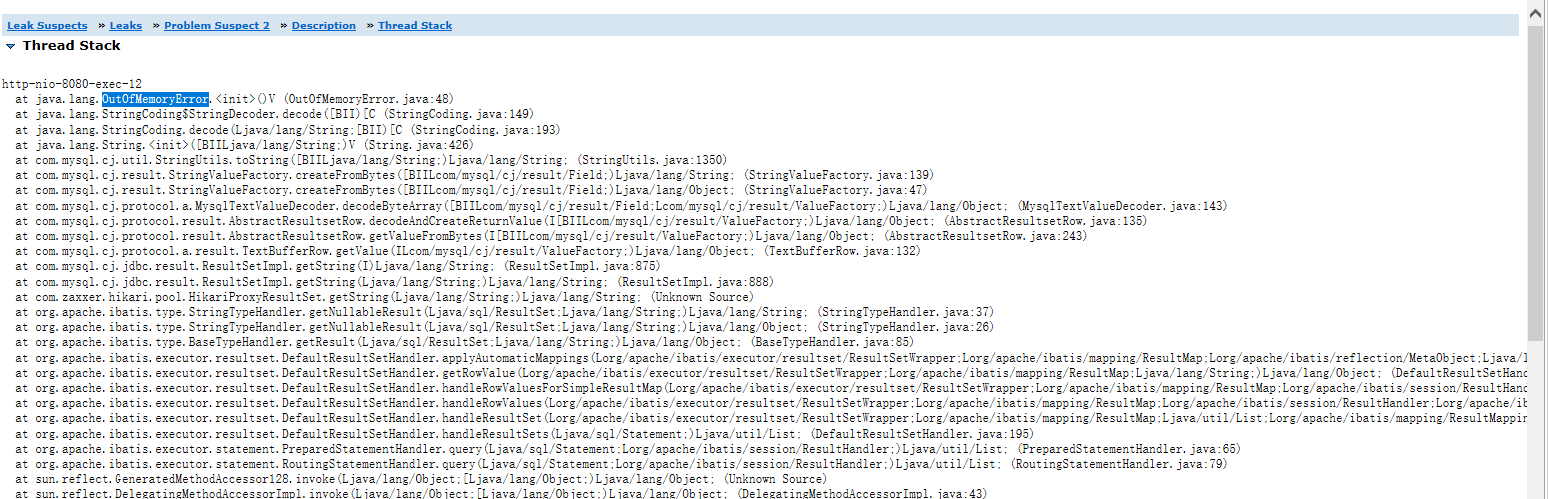 Leak Suspects » Leaks » Problem Suspect 2 » Description » Thread Stack
Thread Stack
http-nio-8080-exec-12
at java.lang.OutOfMemoryError.<init>()V (OutOfMemoryError.java:48)
at java.lang.StringCoding$StringDecoder.decode([BII)[C (StringCoding.java:149)
at java.lang.StringCoding.decode(Ljava/lang/String;[BII)[C (StringCoding.java:193)
at java.lang.String.<init>([BIILjava/lang/String;)V (String.java:426)
at com.mysql.cj.util.StringUtils.toString([BIILjava/lang/String;)Ljava/lang/String; (StringUtils.java:1350)
at com.mysql.cj.result.StringValueFactory.createFromBytes([BIILcom/mysql/cj/result/Field;)Ljava/lang/String; (StringValueFactory.java:139)
at com.mysql.cj.result.StringValueFactory.createFromBytes([BIILcom/mysql/cj/result/Field;)Ljava/lang/Object; (StringValueFactory.java:47)
at com.mysql.cj.protocol.a.MysqlTextValueDecoder.decodeByteArray([BIILcom/mysql/cj/result/Field;Lcom/mysql/cj/result/ValueFactory;)Ljava/lang/Object; (MysqlTextValueDecoder.java:143)
at com.mysql.cj.protocol.result.AbstractResultsetRow.decodeAndCreateReturnValue(I[BIILcom/mysql/cj/result/ValueFactory;)Ljava/lang/Object; (AbstractResultsetRow.java:135)
at com.mysql.cj.protocol.result.AbstractResultsetRow.getValueFromBytes(I[BIILcom/mysql/cj/result/ValueFactory;)Ljava/lang/Object; (AbstractResultsetRow.java:243)
at com.mysql.cj.protocol.a.result.TextBufferRow.getValue(ILcom/mysql/cj/result/ValueFactory;)Ljava/lang/Object; (TextBufferRow.java:132)
at com.mysql.cj.jdbc.result.ResultSetImpl.getString(I)Ljava/lang/String; (ResultSetImpl.java:875)
at com.mysql.cj.jdbc.result.ResultSetImpl.getString(Ljava/lang/String;)Ljava/lang/String; (ResultSetImpl.java:888)
at com.zaxxer.hikari.pool.HikariProxyResultSet.getString(Ljava/lang/String;)Ljava/lang/String; (Unknown Source)
at org.apache.ibatis.type.StringTypeHandler.getNullableResult(Ljava/sql/ResultSet;Ljava/lang/String;)Ljava/lang/String; (StringTypeHandler.java:37)
at org.apache.ibatis.type.StringTypeHandler.getNullableResult(Ljava/sql/ResultSet;Ljava/lang/String;)Ljava/lang/Object; (StringTypeHandler.java:26)
at org.apache.ibatis.type.BaseTypeHandler.getResult(Ljava/sql/ResultSet;Ljava/lang/String;)Ljava/lang/Object; (BaseTypeHandler.java:85)
at org.apache.ibatis.executor.resultset.DefaultResultSetHandler.applyAutomaticMappings(Lorg/apache/ibatis/executor/resultset/ResultSetWrapper;Lorg/apache/ibatis/mapping/ResultMap;Lorg/apache/ibatis/reflection/MetaObject;Ljava/l
at org.apache.ibatis.executor.resultset.DefaultResultSetHandler.getRowValue(Lorg/apache/ibatis/executor/resultset/ResultSetWrapper;Lorg/apache/ibatis/mapping/ResultMap;Ljava/lang/String;)Ljava/lang/Object; (DefaultResultSetHan
at org.apache.ibatis.executor.resultset.DefaultResultSetHandler.handleRowValuesForSimpleResultMap(Lorg/apache/ibatis/executor/resultset/ResultSetWrapper;Lorg/apache/ibatis/mapping/ResultMap;Lorg/apache/ibatis/session/ResultHand
at org.apache.ibatis.executor.resultset.DefaultResultSetHandler.handleRowValues(Lorg/apache/ibatis/executor/resultset/ResultSetWrapper;Lorg/apache/ibatis/mapping/ResultMap;Lorg/apache/ibatis/session/ResultHandler;Lorg/apache/ib
at org.apache.ibatis.executor.resultset.DefaultResultSetHandler.handleResultSet(Lorg/apache/ibatis/executor/resultset/ResultSetWrapper;Lorg/apache/ibatis/mapping/ResultMap;Ljava/util/List;Lorg/apache/ibatis/mapping/ResultMappin
at org.apache.ibatis.executor.resultset.DefaultResultSetHandler.handleResultSets(Ljava/sql/Statement;)Ljava/util/List; (DefaultResultSetHandler.java:195)
at org.apache.ibatis.executor.statement.PreparedStatementHandler.query(Ljava/sql/Statement;Lorg/apache/ibatis/session/ResultHandler;)Ljava/util/List; (PreparedStatementHandler.java:65)
at org.apache.ibatis.executor.statement.RoutingStatementHandler.query(Ljava/sql/Statement;Lorg/apache/ibatis/session/ResultHandler;)Ljava/util/List; (RoutingStatementHandler.java:79)
at sun.reflect.GeneratedMethodAccessor128.invoke(Ljava/lang/Object;[Ljava/lang/Object;)Ljava/lang/Object; (Unknown Source)
at sun.reflect.DelegatingMethodAccessorImpl.invoke(Ljava/lang/Object;[Ljava/lang/Object;)Ljava/lang/Object; (DelegatingMethodAccessorImpl.java:43)